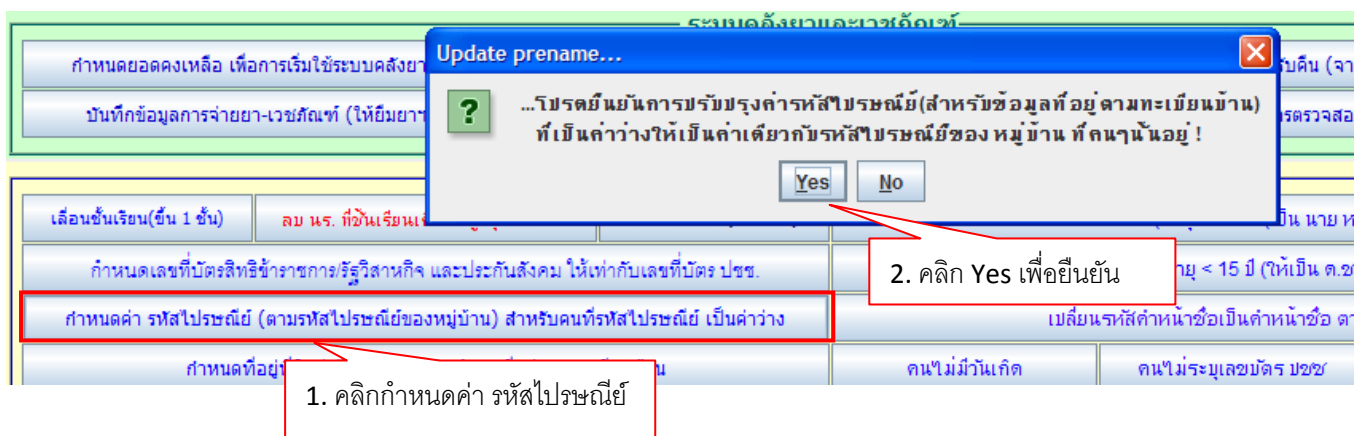 ระบบคลังยาและเวชภัณฑ์
กำหนดยอดคงเหลือ เพื่อการเริ่มใช้ระบบคลังยา
รับคืน (จา
บันทึกข้อมูลการจ่ายยา-เวชภัณฑ์ (ให้ยืมยาฯ
รตรวจสอ
Update prename...
...โปรดยืนยันการปรับปรุงค่ารหัสไปรษณีย์(สำหรับข้อมูลที่อยู่ตามทะเบียนบ้าน)
ที่เป็นค่าว่างให้เป็นค่าเดียวกับรหัสไปรษณีย์ของ หมู่บ้าน ที่คนๆนั้นอยู่ !
Yes No
เลื่อนชั้นเรียน(ขึ้น 1 ชั้น)
ลบ นร. ที่ชั้นเรียน
เป็น นาย
กำหนดเลขที่บัตรสิทธิข้าราชการ/รัฐวิสาหกิจ และประกันสังคม ให้เท่ากับเลขที่บัตร ปชช.
2. คลิก Yes เพื่อยืนยัน
ายุ < 15 ปี (ให้เป็น ด.ช
กำหนดค่า รหัสไปรษณีย์ (ตามรหัสไปรษณีย์ของหมู่บ้าน) สำหรับคนที่รหัสไปรษณีย์ เป็นค่าว่าง
เปลี่ยนรหัสคำหน้าชื่อเป็นคำหน้าชื่อ ตา
กำหนดที่อยู่
คนไม่มีวันเกิด
คนไม่ระบุเลขบัตร ปชช
1. คลิกกำหนดค่า รหัสไปรษณีย์